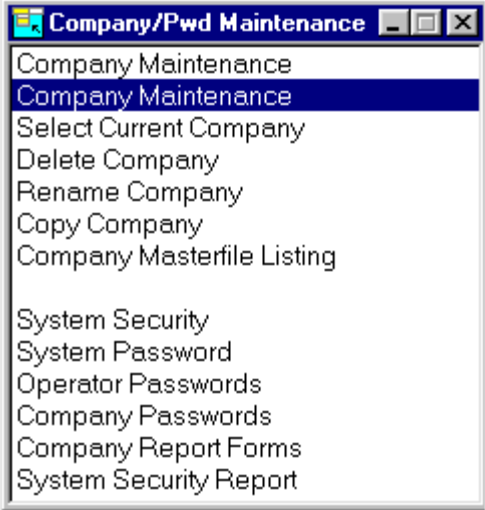 Company/Pwd Maintenance
Company Maintenance
Company Maintenance
Select Current Company
Delete Company
Rename Company
Copy Company
Company Masterfile Listing
System Security
System Password
Operator Passwords
Company Passwords
Company Report Forms
System Security Report